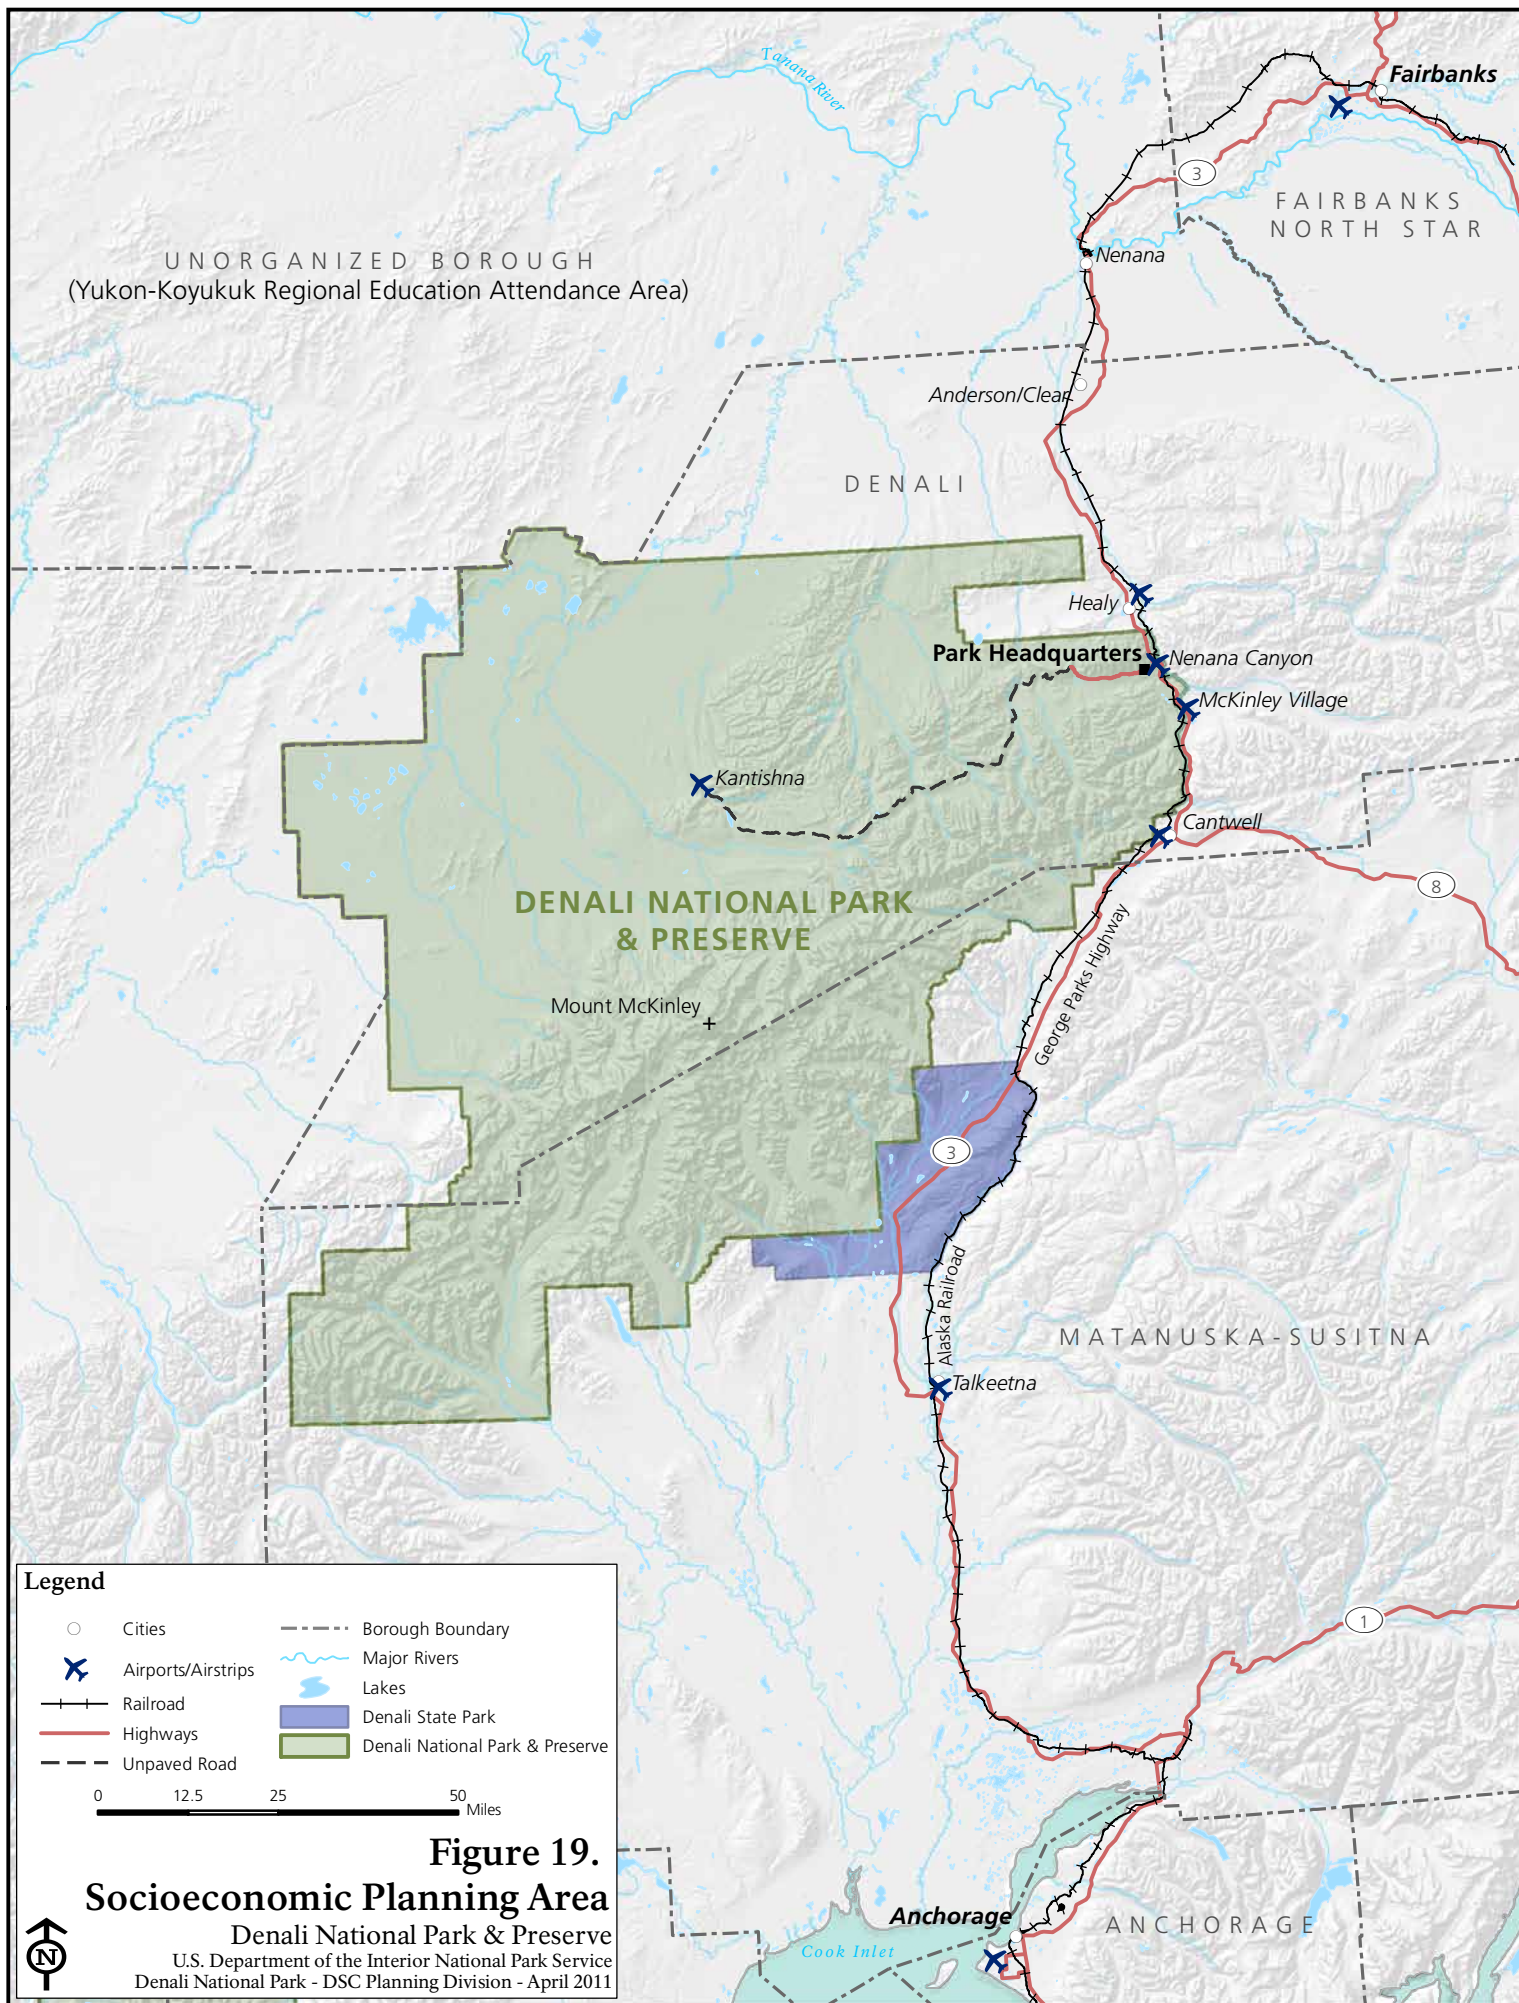 Tanana River
Fairbanks
3
FAIRBANKS
NORTH STAR
UNORGANIZED BOROUGH
(Yukon-Koyukuk Regional Education Attendance Area)
Nenana
Anderson/Clear
DENALI
Healy
Park Headquarters
Nenana Canyon
McKinley Village
Kantishna
Cantwell
8
DENALI NATIONAL PARK
& PRESERVE
George Parks Highway
Mount McKinley
3
Alaska Railroad
MATANUSKA-SUSITNA
Talkeetna
1
Legend
Cities
Airports/Airstrips
Railroad
Highways
Unpaved Road
Borough Boundary
Major Rivers
Lakes
Denali State Park
Denali National Park & Preserve
0 12.5 25 50
Miles
Figure 19.
Socioeconomic Planning Area
Denali National Park & Preserve
U.S. Department of the Interior National Park Service
Denali National Park - DSC Planning Division - April 2011
N
Anchorage
ANCHORAGE
Cook Inlet